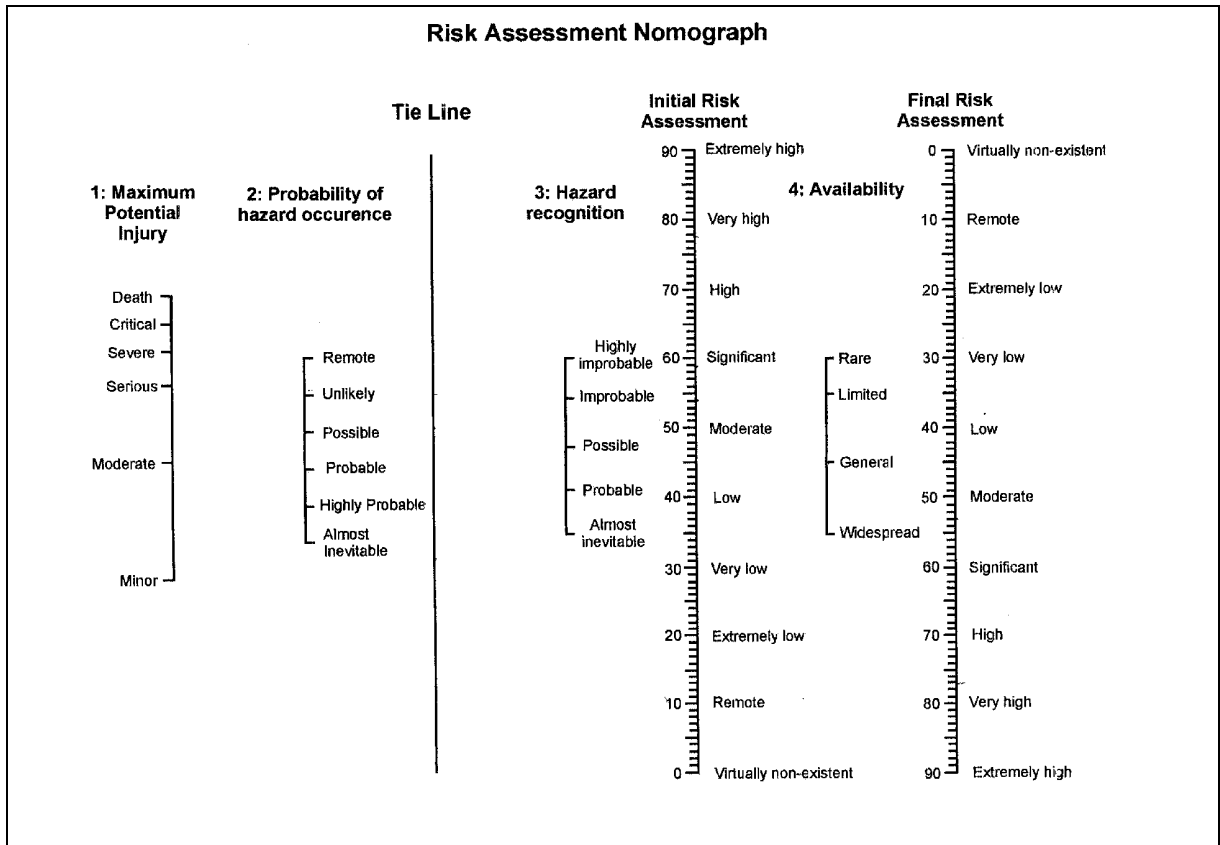 Risk Assessment Nomograph
Tie Line
Initial Risk
Assessment
Final Risk
Assessment
1: Maximum
Potential
Injury
2: Probability of
hazard occurence
3: Hazard
recognition
4: Availability
Death
Critical
Severe
Serious
Moderate
Minor
Remote
Unlikely
Possible
Probable
Highly Probable
Almost
Inevitable
Highly
improbable
Improbable
Possible
Probable
Almost
inevitable
90 Extremely high
80 Very high
70 High
60 Significant
50 Moderate
40 Low
30 Very low
20 Extremely low
10 Remote
0 Virtually non-existent
Rare
Limited
General
Widespread
0 Virtually non-existent
10 Remote
20 Extremely low
30 Very low
40 Low
50 Moderate
60 Significant
70 High
80 Very high
90 Extremely high